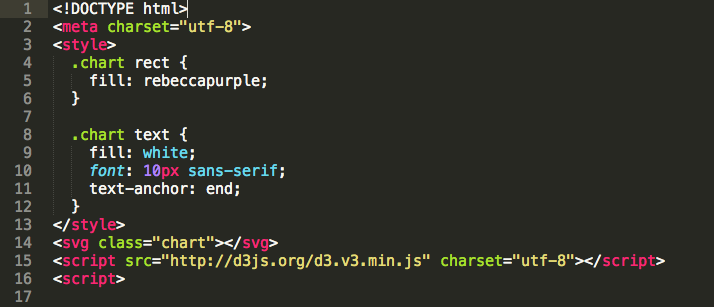 1 <!DOCTYPE html>
2 <meta charset="utf-8">
3 <style>
4   .chart rect {
5     fill: rebeccapurple;
6   }
7
8   .chart text {
9     fill: white;
10     font: 10px sans-serif;
11     text-anchor: end;
12   }
13 </style>
14 <svg class="chart"></svg>
15 <script src="http://d3js.org/d3.v3.min.js" charset="utf-8"></script>
16 <script>
17